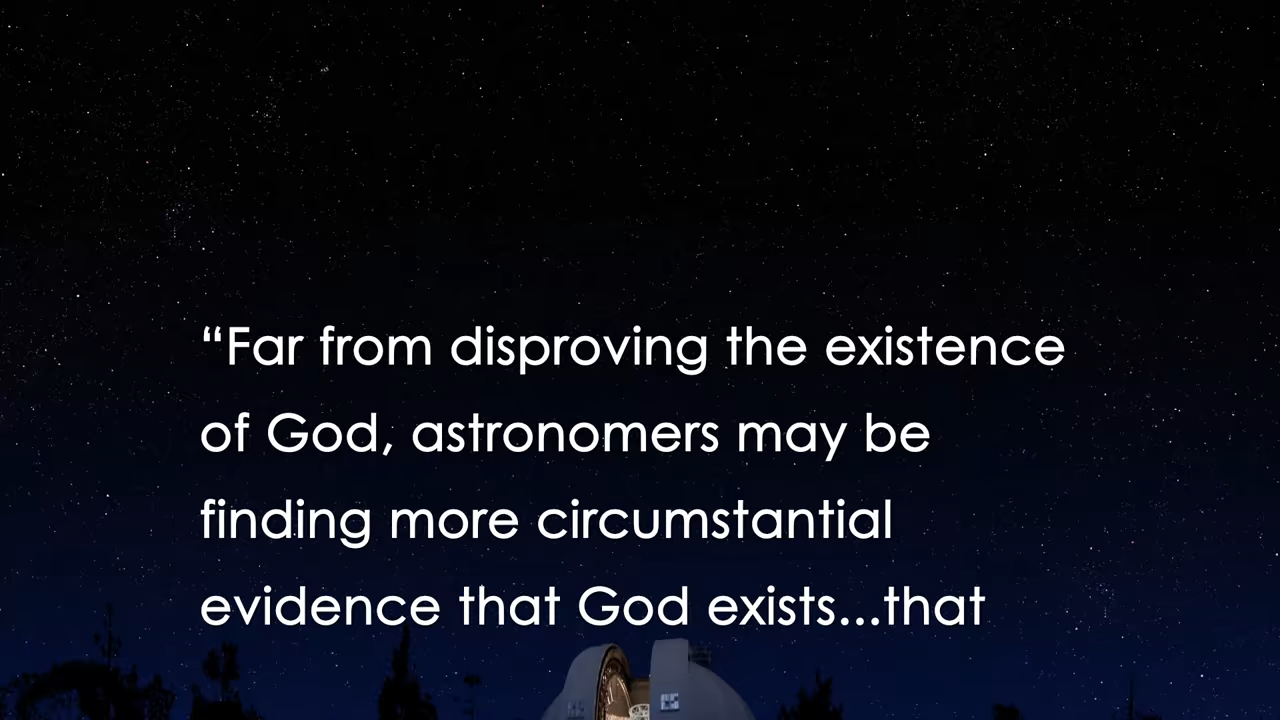 “Far from disproving the existence
of God, astronomers may be
finding more circumstantial
evidence that God exists...that